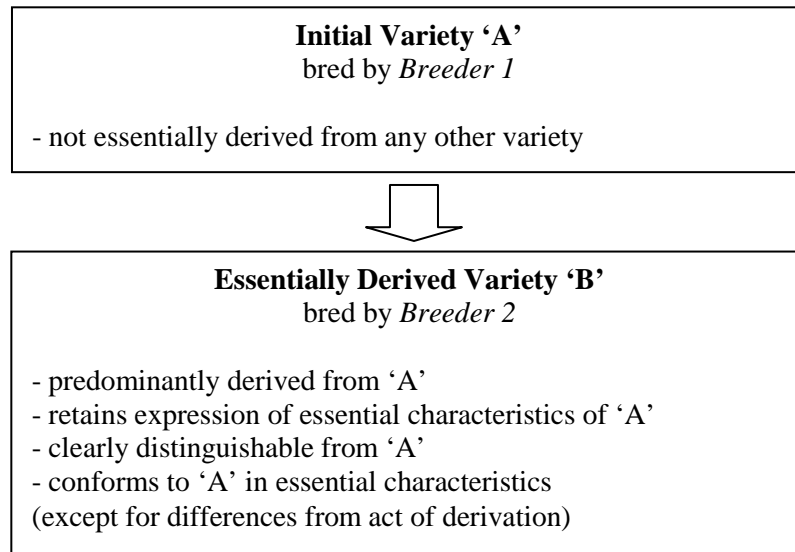 Initial Variety ‘A’
bred by Breeder 1
- not essentially derived from any other variety
Essentially Derived Variety ‘B’
bred by Breeder 2
- predominantly derived from ‘A’
- retains expression of essential characteristics of ‘A’
- clearly distinguishable from ‘A’
- conforms to ‘A’ in essential characteristics
(except for differences from act of derivation)